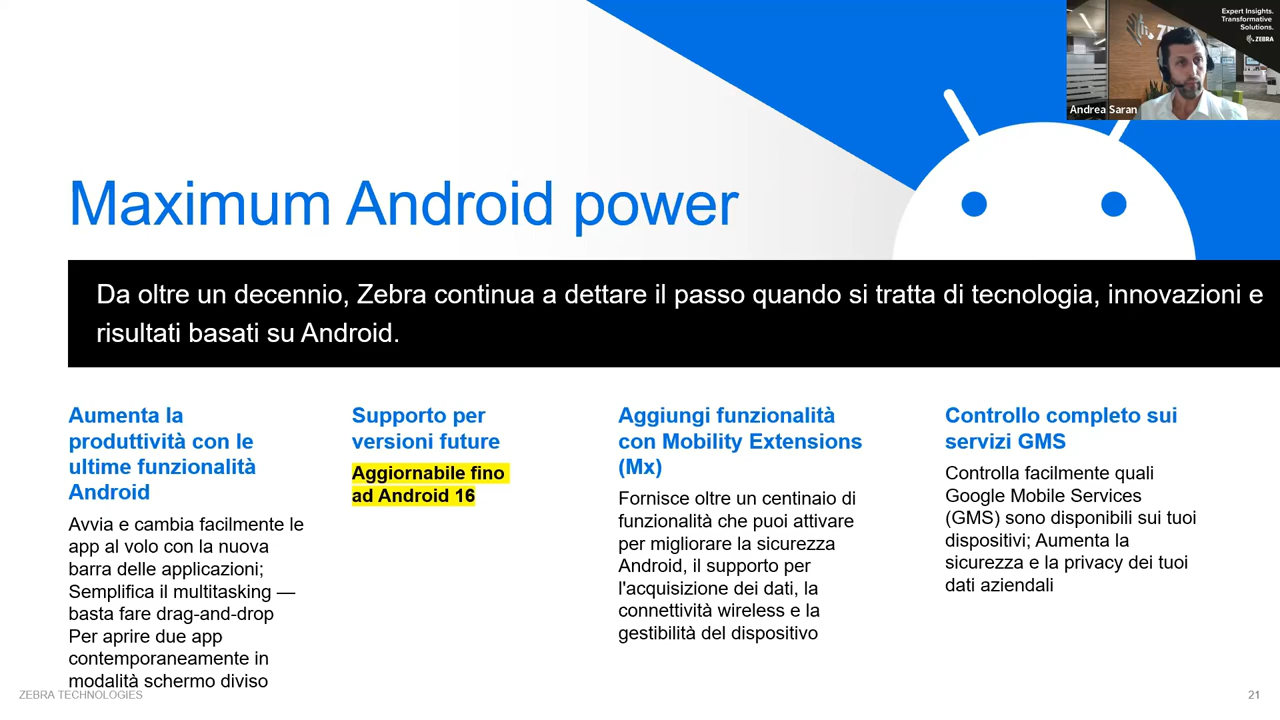 Expert Insights.
Transformative
Solutions.
ZEBRA
Andrea Saran
Maximum Android power
Da oltre un decennio, Zebra continua a dettare il passo quando si tratta di tecnologia, innovazioni e
risultati basati su Android.
Aumenta la
produttività con le
ultime funzionalità
Android
Avvia e cambia facilmente le
app al volo con la nuova
barra delle applicazioni;
Semplifica il multitasking —
basta fare drag-and-drop
Per aprire due app
contemporaneamente in
modalità schermo diviso
Supporto per
versioni future
Aggiornabile fino
ad Android 16
Aggiungi funzionalità
con Mobility Extensions
(Mx)
Fornisce oltre un centinaio di
funzionalità che puoi attivare
per migliorare la sicurezza
Android, il supporto per
l'acquisizione dei dati, la
connettività wireless e la
gestibilità del dispositivo
Controllo completo sui
servizi GMS
Controlla facilmente quali
Google Mobile Services
(GMS) sono disponibili sui tuoi
dispositivi; Aumenta la
sicurezza e la privacy dei tuoi
dati aziendali
ZEBRA TECHNOLOGIES
21